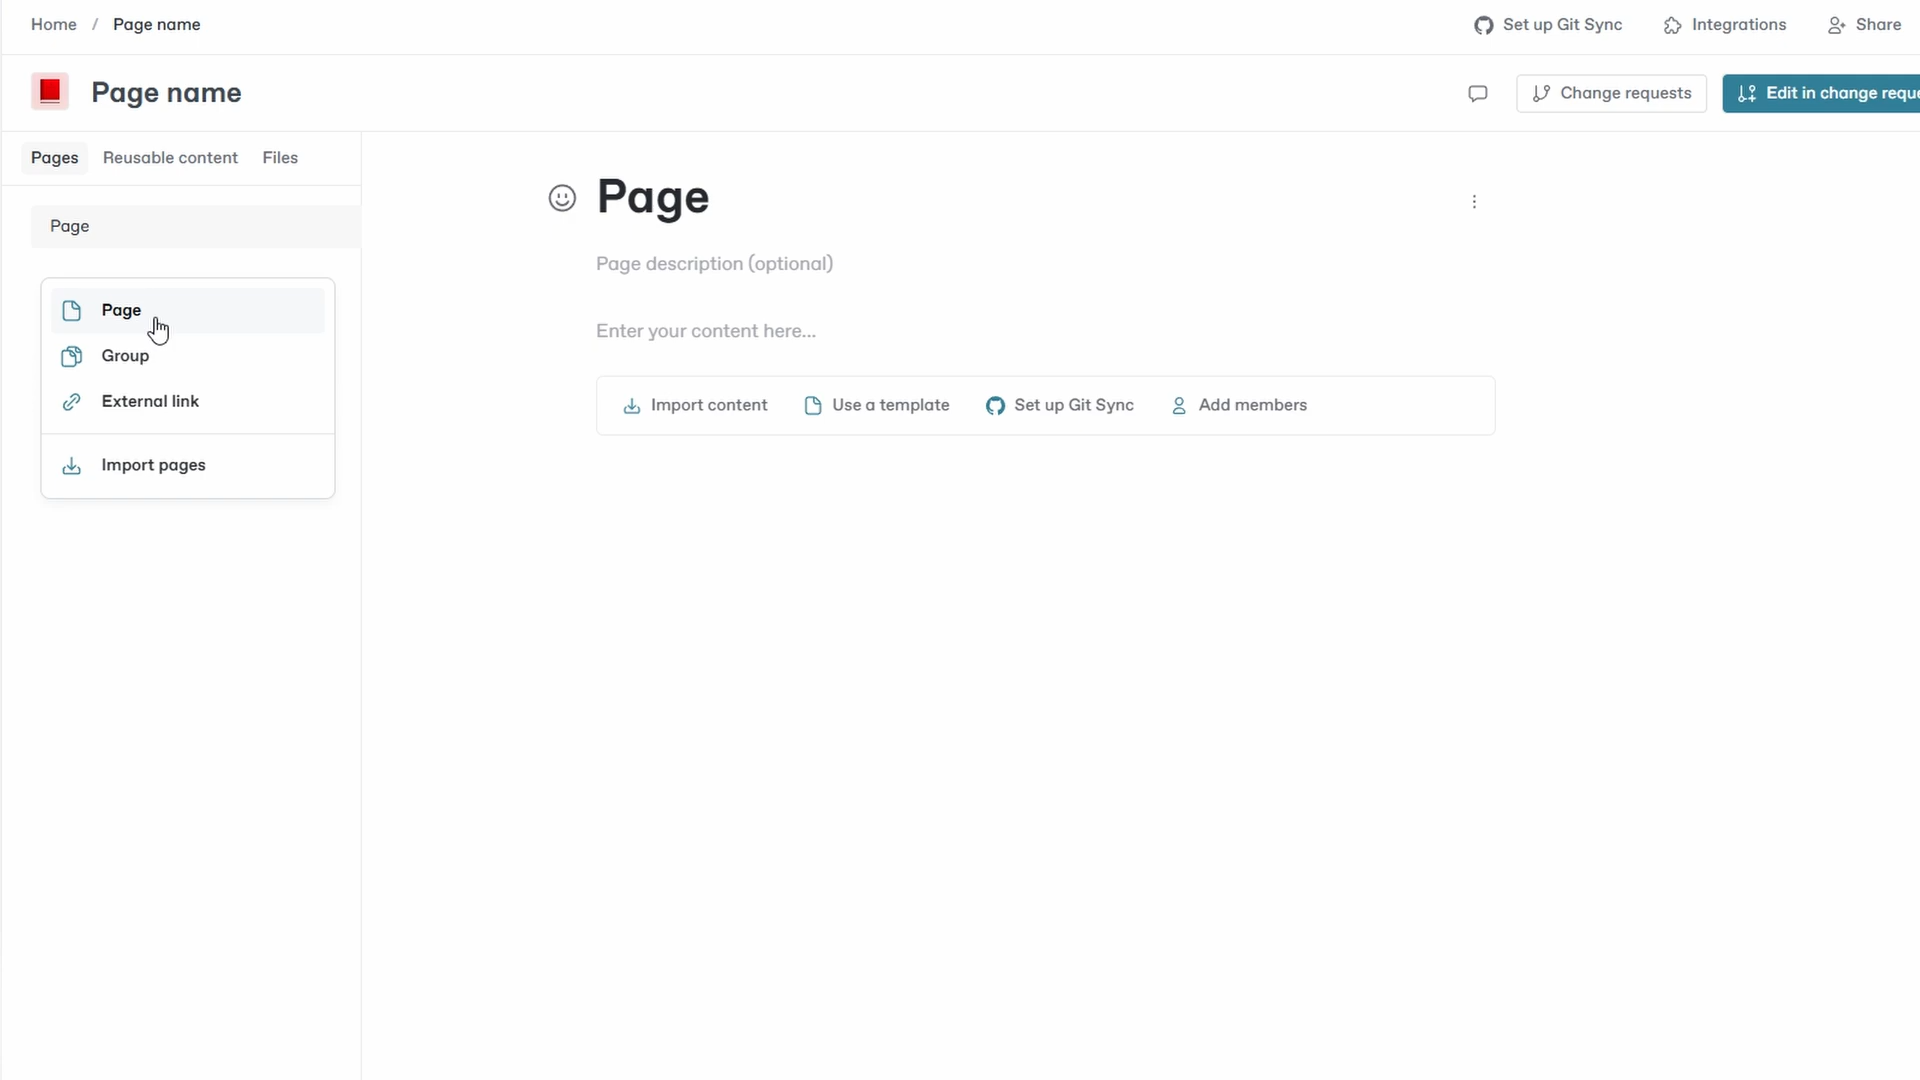 Home / Page name
Set up Git Sync
Integrations
Share
Page name
Change requests
Edit in change
Pages
Reusable content
Files
Page
Page
Group
External link
Import pages
Page
Page description (optional)
Enter your content here...
Import content
Use a template
Set up Git Sync
Add members